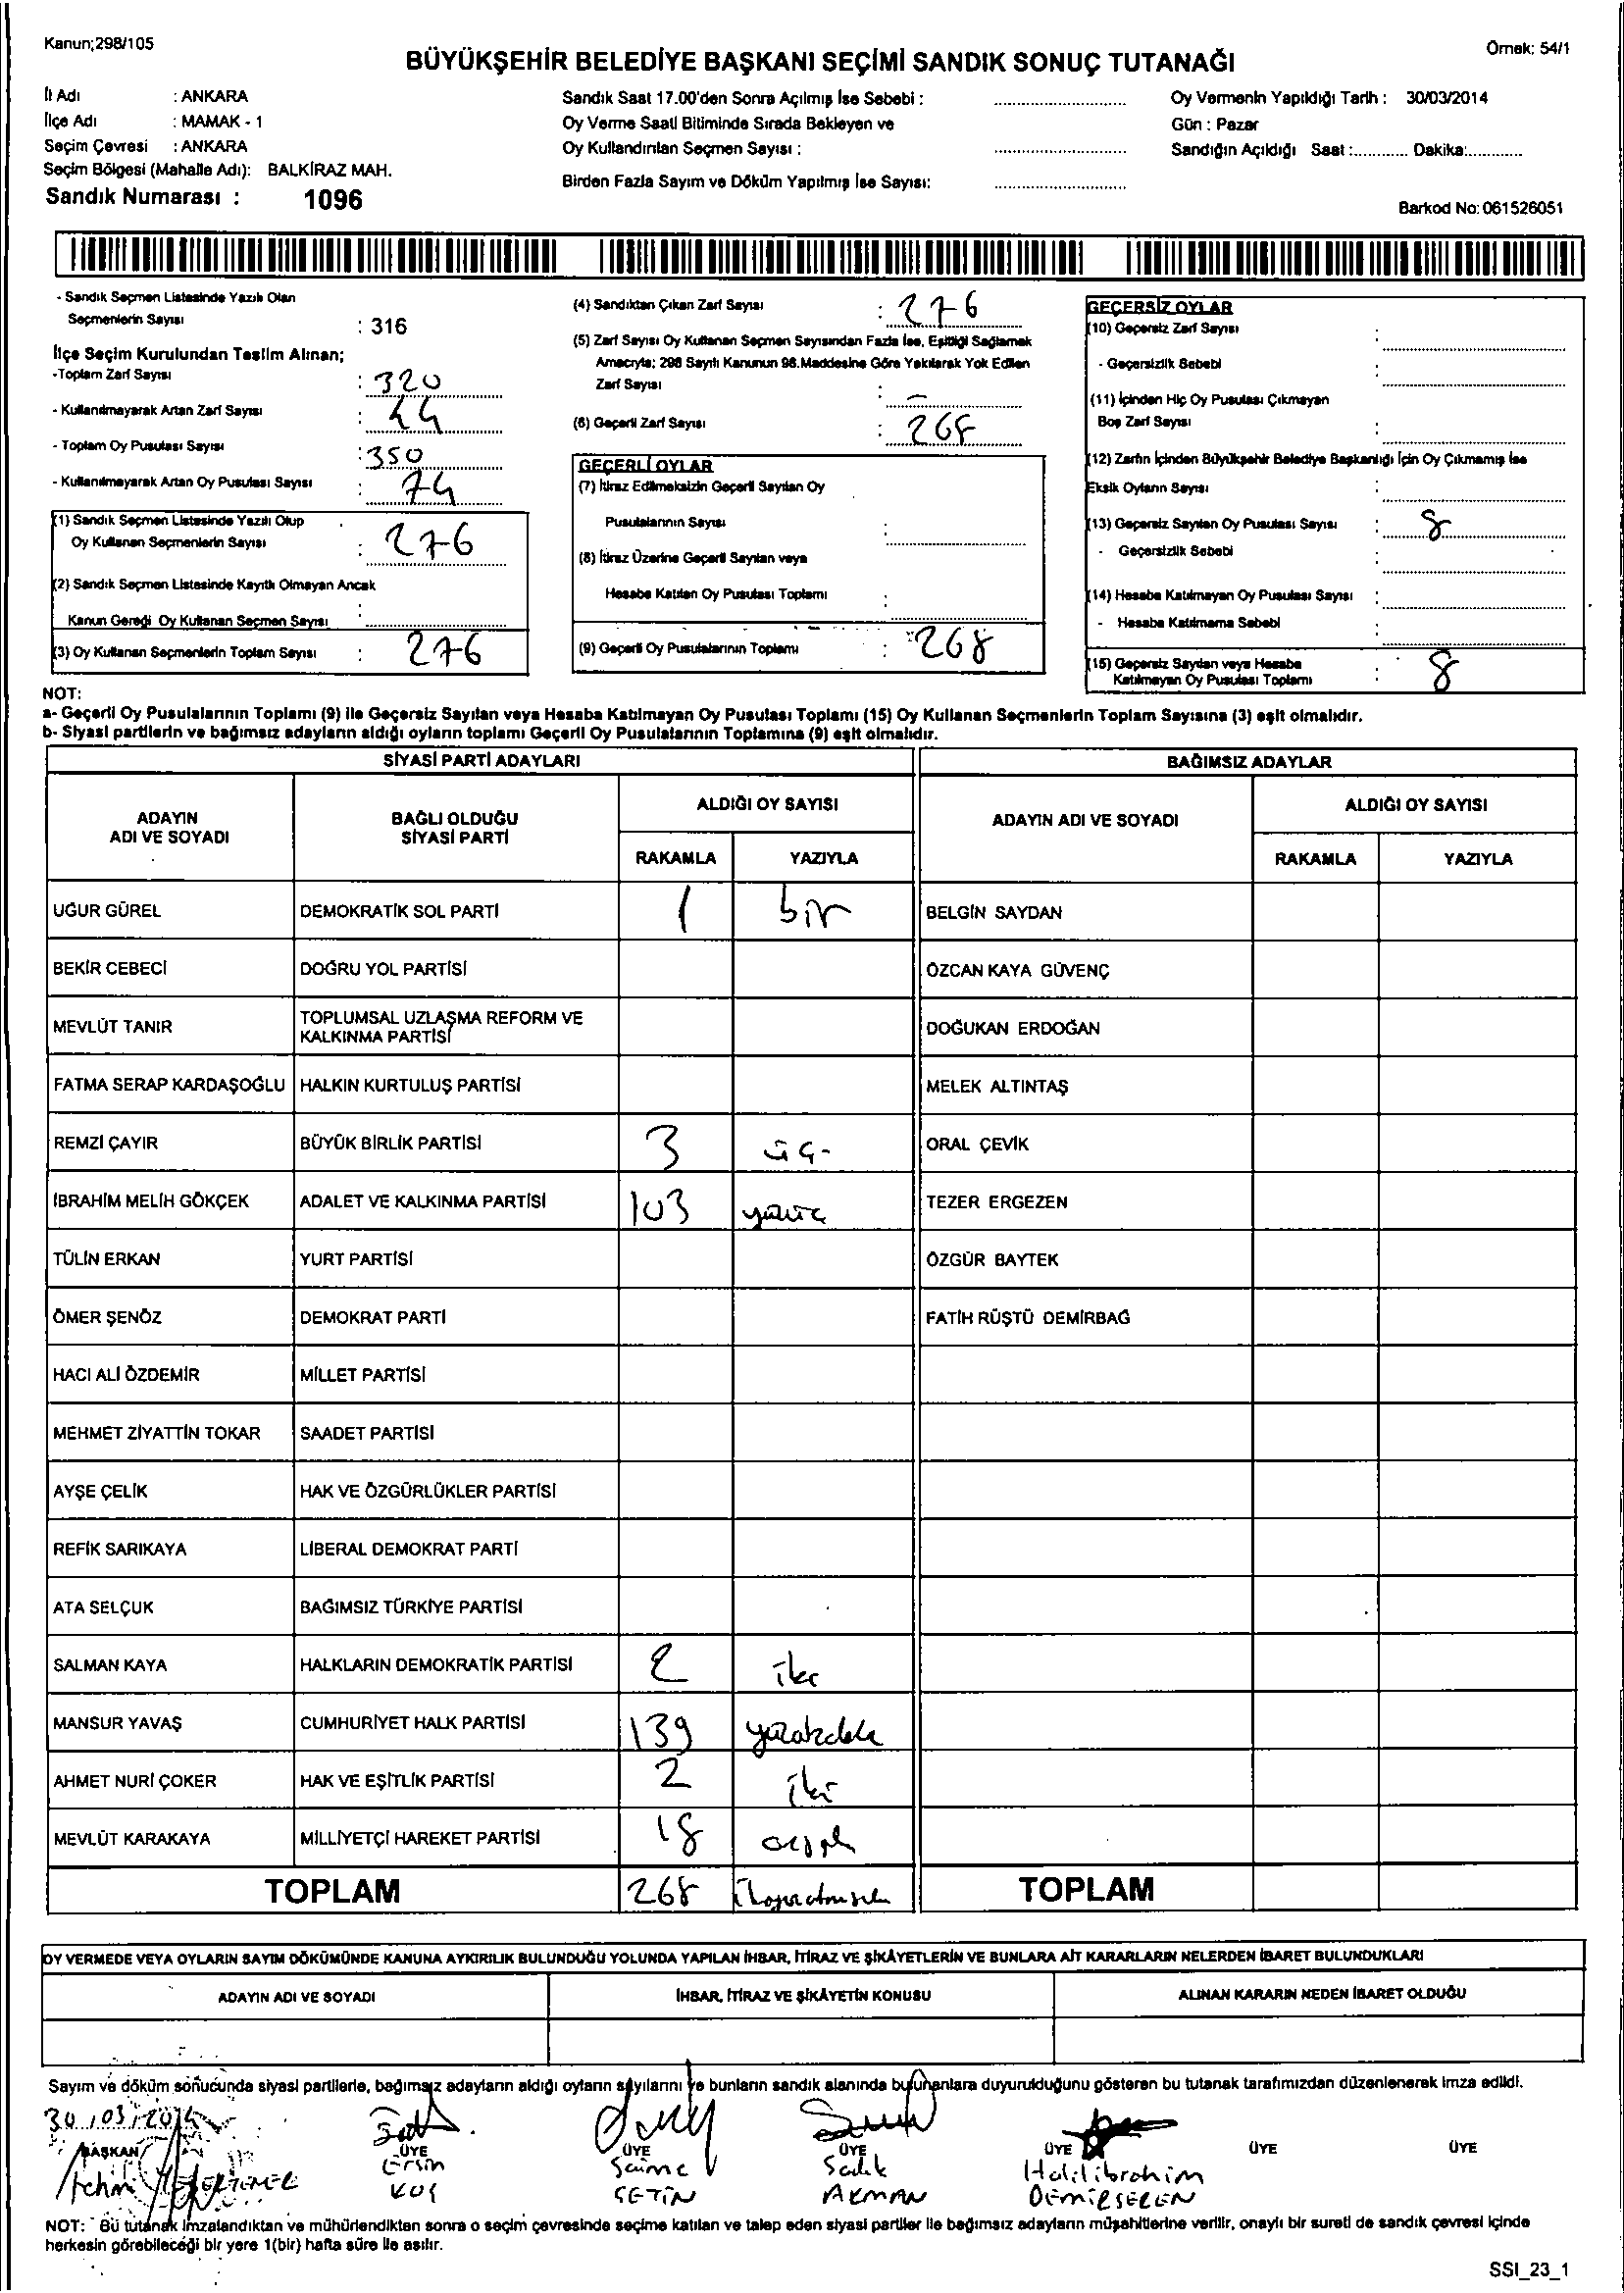 Kanun;298/105
BÜYÜKŞEHİR BELEDİYE BAŞKANI SEÇİMİ SANDIK SONUÇ TUTANAĞI
Örnek: 54/1
İl Adı : ANKARA
İlçe Adı : MAMAK - 1
Seçim Çevresi : ANKARA
Seçim Bölgesi (Mahalle Adı): BALKİRAZ MAH.
Sandık Numarası : 1096
Sandık Saat 17.00'den Sonra Açılmış İse Sebebi :
Oy Verme Saati Bitiminde Sırada Bekleyen ve
Oy Kullandırılan Seçmen Sayısı :
Birden Fazla Sayım ve Döküm Yapılmış İse Sayısı:
Oy Vermenin Yapıldığı Tarih : 30/03/2014
Gün : Pazar
Sandığın Açıldığı Saat :............ Dakika:............
Barkod No: 061526051
- Sandık Seçmen Listesinde Yazılı Olan
Seçmenlerin Sayısı : 316
İlçe Seçim Kurulundan Teslim Alınan;
-Toplam Zarf Sayısı : 320
- Kullanılmayarak Artan Zarf Sayısı : 44
- Toplam Oy Pusulası Sayısı : 350
- Kullanılmayarak Artan Oy Pusulası Sayısı : 74
(1) Sandık Seçmen Listesinde Yazılı Olup
Oy Kullanan Seçmenlerin Sayısı : 276
(2) Sandık Seçmen Listesinde Kayıtlı Olmayan Ancak
Kanun Gereği Oy Kullanan Seçmen Sayısı :
(3) Oy Kullanan Seçmenlerin Toplam Sayısı : 276
(4) Sandıktan Çıkan Zarf Sayısı : 276
(5) Zarf Sayısı Oy Kullanan Seçmen Sayısından Fazla İse, Eşitliği Sağlamak
Amacıyla; 298 Sayılı Kanunun 98.Maddesine Göre Yakılarak Yok Edilen
Zarf Sayısı : -
(6) Geçerli Zarf Sayısı : 268
GEÇERLİ OYLAR
(7) İtiraz Edilmeksizin Geçerli Sayılan Oy
Pusulalarının Sayısı :
(8) İtiraz Üzerine Geçerli Sayılan veya
Hesaba Katılan Oy Pusulası Toplamı :
(9) Geçerli Oy Pusulalarının Toplamı : 268
GEÇERSİZ OYLAR
(10) Geçersiz Zarf Sayısı :
- Geçersizlik Sebebi :
(11) İçinden Hiç Oy Pusulası Çıkmayan
Boş Zarf Sayısı :
(12) Zarfın İçinden Büyükşehir Belediye Başkanlığı İçin Oy Çıkmamış İse
Eksik Oyların Sayısı :
(13) Geçersiz Sayılan Oy Pusulası Sayısı : 8
- Geçersizlik Sebebi :
(14) Hesaba Katılmayan Oy Pusulası Sayısı :
- Hesaba Katılmama Sebebi :
(15) Geçersiz Sayılan veya Hesaba
Katılmayan Oy Pusulası Toplamı : 8
NOT:
a- Geçerli Oy Pusulalarının Toplamı (9) ile Geçersiz Sayılan veya Hesaba Katılmayan Oy Pusulası Toplamı (15) Oy Kullanan Seçmenlerin Toplam Sayısına (3) eşit olmalıdır.
b- Siyasi partilerin ve bağımsız adayların aldığı oyların toplamı Geçerli Oy Pusulalarının Toplamına (9) eşit olmalıdır.
SİYASİ PARTİ ADAYLARI
BAĞIMSIZ ADAYLAR
ADAYIN ADI VE SOYADI
BAĞLI OLDUĞU SİYASİ PARTİ
ALDIĞI OY SAYISI
RAKAMLA YAZIYLA
ADAYIN ADI VE SOYADI
ALDIĞI OY SAYISI
RAKAMLA YAZIYLA
UĞUR GÜREL DEMOKRATİK SOL PARTİ 1 bir BELGİN SAYDAN
BEKİR CEBECİ DOĞRU YOL PARTİSİ ÖZCAN KAYA GÜVENÇ
MEVLÜT TANIR TOPLUMSAL UZLAŞMA REFORM VE KALKINMA PARTİSİ DOĞUKAN ERDOĞAN
FATMA SERAP KARDAŞOĞLU HALKIN KURTULUŞ PARTİSİ MELEK ALTINTAŞ
REMZİ ÇAYIR BÜYÜK BİRLİK PARTİSİ 3 üç- ORAL ÇEVİK
İBRAHİM MELİH GÖKÇEK ADALET VE KALKINMA PARTİSİ 103 yüzüç TEZER ERGEZEN
TÜLİN ERKAN YURT PARTİSİ ÖZGÜR BAYTEK
ÖMER ŞENÖZ DEMOKRAT PARTİ FATİH RÜŞTÜ DEMİRBAĞ
HACI ALİ ÖZDEMİR MİLLET PARTİSİ
MEHMET ZİYATTİN TOKAR SAADET PARTİSİ
AYŞE ÇELİK HAK VE ÖZGÜRLÜKLER PARTİSİ
REFİK SARIKAYA LİBERAL DEMOKRAT PARTİ
ATA SELÇUK BAĞIMSIZ TÜRKİYE PARTİSİ
SALMAN KAYA HALKLARIN DEMOKRATİK PARTİSİ 2 iki
MANSUR YAVAŞ CUMHURİYET HALK PARTİSİ 139
AHMET NURİ ÇOKER HAK VE EŞİTLİK PARTİSİ 2 iki
MEVLÜT KARAKAYA MİLLİYETÇİ HAREKET PARTİSİ 18
TOPLAM 268 TOPLAM
OY VERMEDE VEYA OYLARIN SAYIM DÖKÜMÜNDE KANUNA AYKIRILIK BULUNDUĞU YOLUNDA YAPILAN İHBAR, İTİRAZ VE ŞİKÂYETLERİN VE BUNLARA AİT KARARLARIN NELERDEN İBARET BULUNDUKLARI
ADAYIN ADI VE SOYADI İHBAR, İTİRAZ VE ŞİKÂYETİN KONUSU ALINAN KARARIN NEDEN İBARET OLDUĞU
Sayım ve döküm sonucunda siyasi partilerle, bağımsız adayların aldığı oyların sayılarını ve bunların sandık alanında bulunanlara duyurulduğunu gösteren bu tutanak tarafımızdan düzenlenerek imza edildi.
30/03/2014
BAŞKAN ÜYE ÜYE ÜYE ÜYE ÜYE ÜYE
Ersin Saime Sadık Halil ibrahim
KOÇ ÇETİN AKMAN DEMİRSEREN
NOT: Bu tutanak imzalandıktan ve mühürlendikten sonra o seçim çevresinde seçime katılan ve talep eden siyasi partiler ile bağımsız adayların müşahitlerine verilir, onaylı bir sureti de sandık çevresi içinde
herkesin görebileceği bir yere 1(bir) hafta süre ile asılır.
SSI_23_1